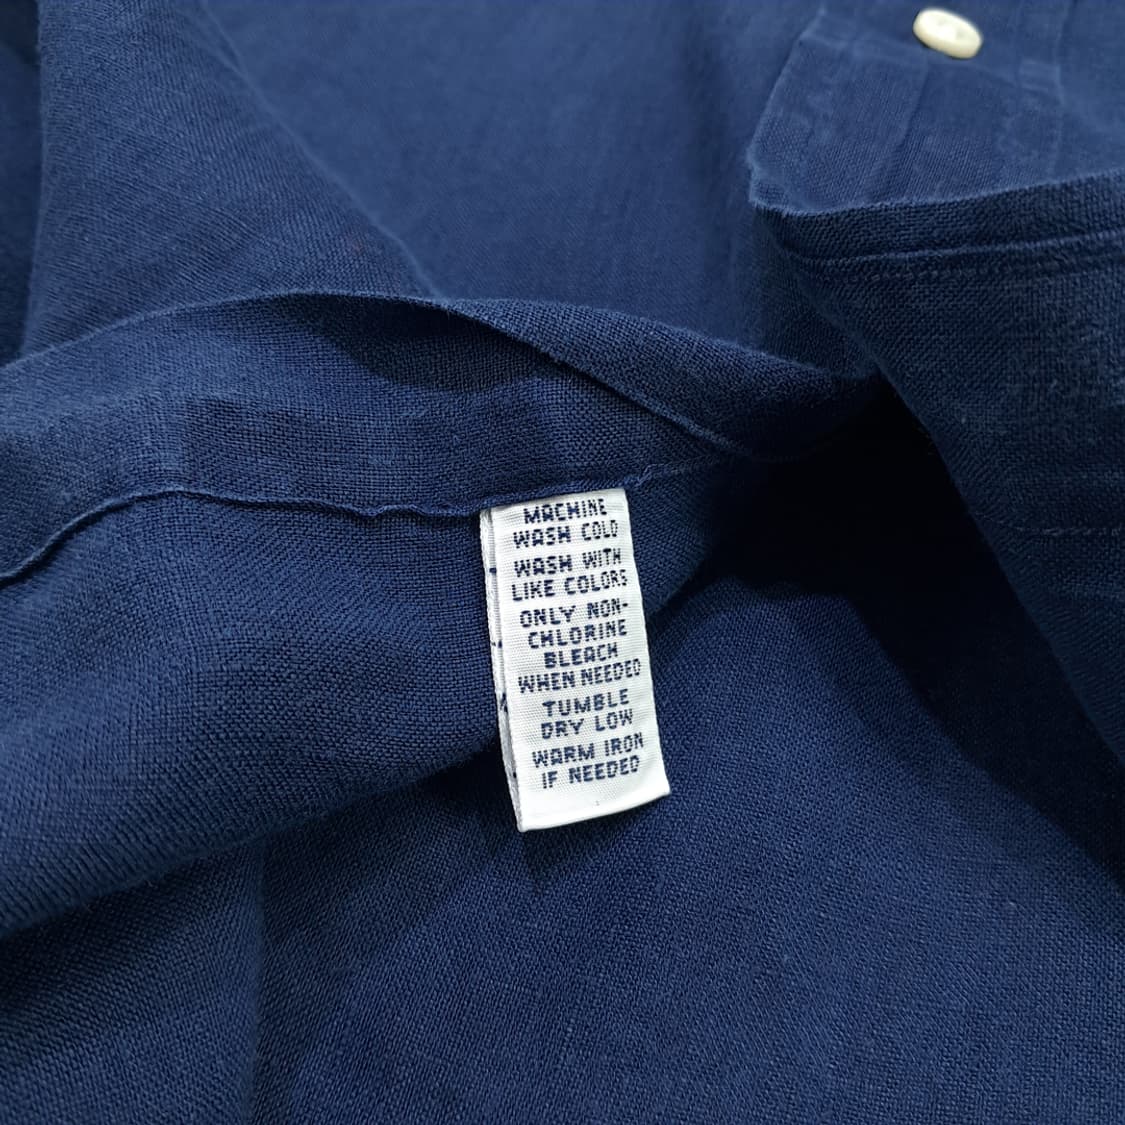 MACHINE
WASH COLD
WASH WITH
LIKE COLORS
ONLY NON-
CHLORINE
BLEACH
WHEN NEEDED
TUMBLE
DRY LOW
WARM IRON
IF NEEDED